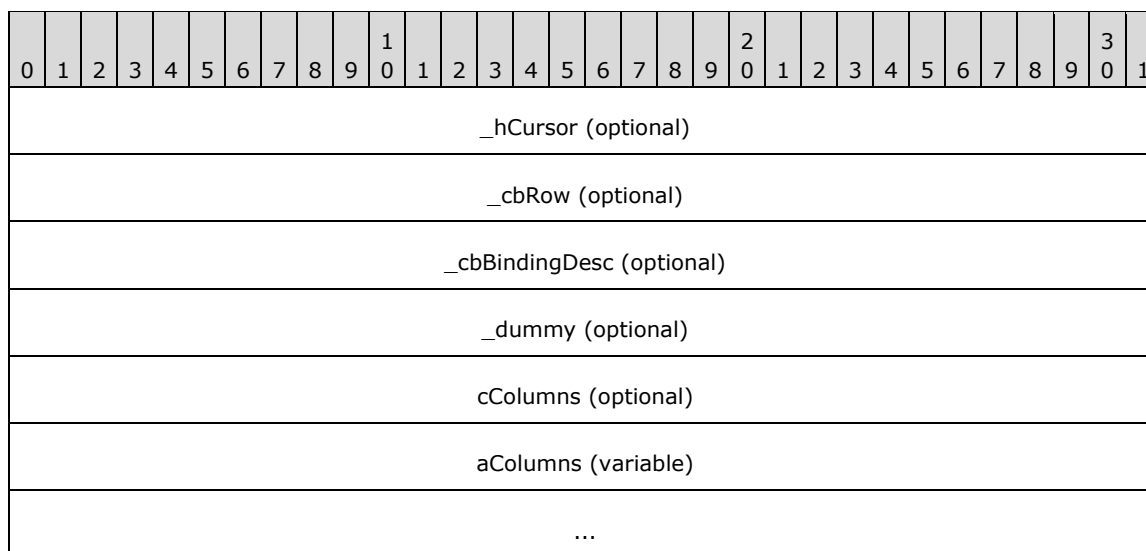 1 2 3
0 1 2 3 4 5 6 7 8 9 0 1 2 3 4 5 6 7 8 9 0 1 2 3 4 5 6 7 8 9 0 1
_hCursor (optional)
_cbRow (optional)
_cbBindingDesc (optional)
_dummy (optional)
cColumns (optional)
aColumns (variable)
...